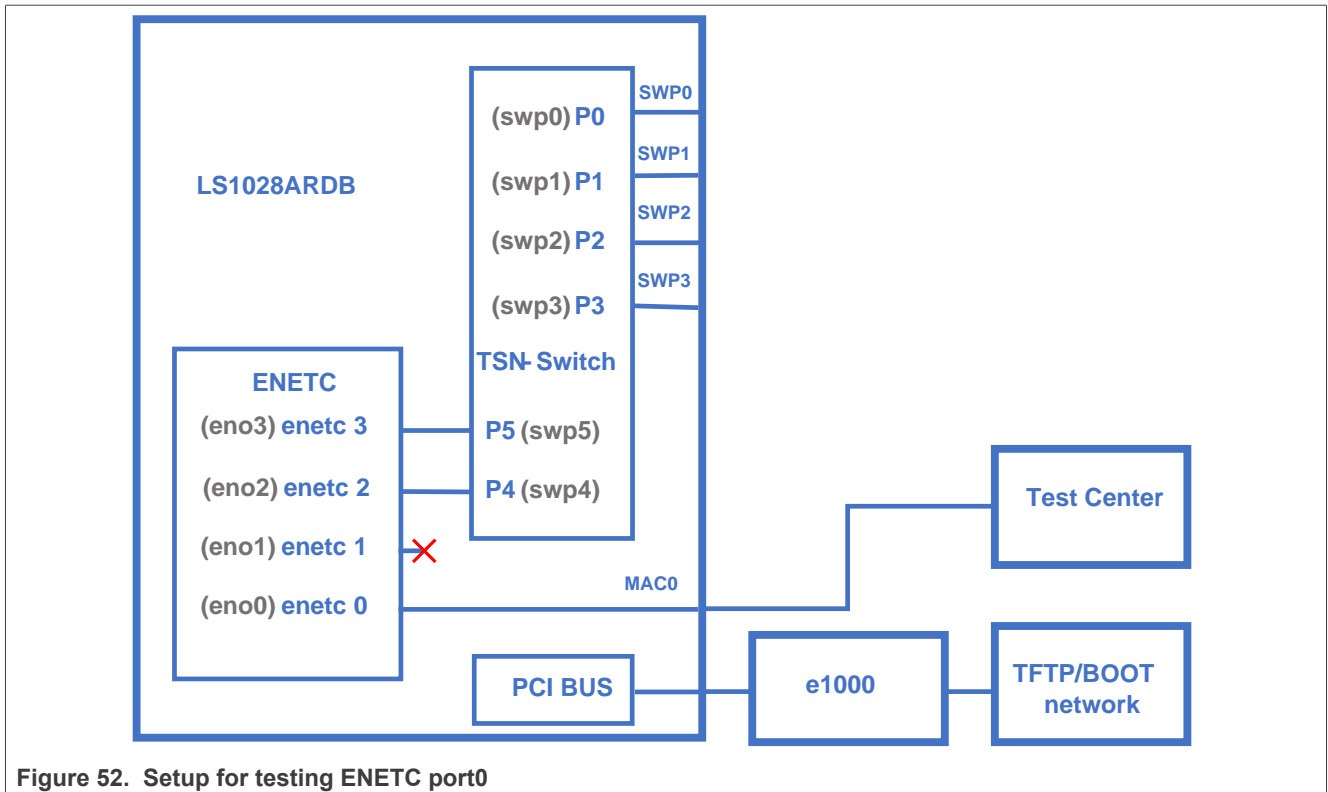 SWP0
(swp0) P0
SWP1
LS1028ARDB
(swp1) P1
SWP2
(swp2) P2
SWP3
(swp3) P3
TSN- Switch
ENETC
(eno3) enetc 3
P5 (swp5)
(eno2) enetc 2
P4 (swp4)
Test Center
(eno1) enetc 1
MAC0
(eno0) enetc 0
PCI BUS
e1000
TFTP/BOOT
network
Figure 52. Setup for testing ENETC port0